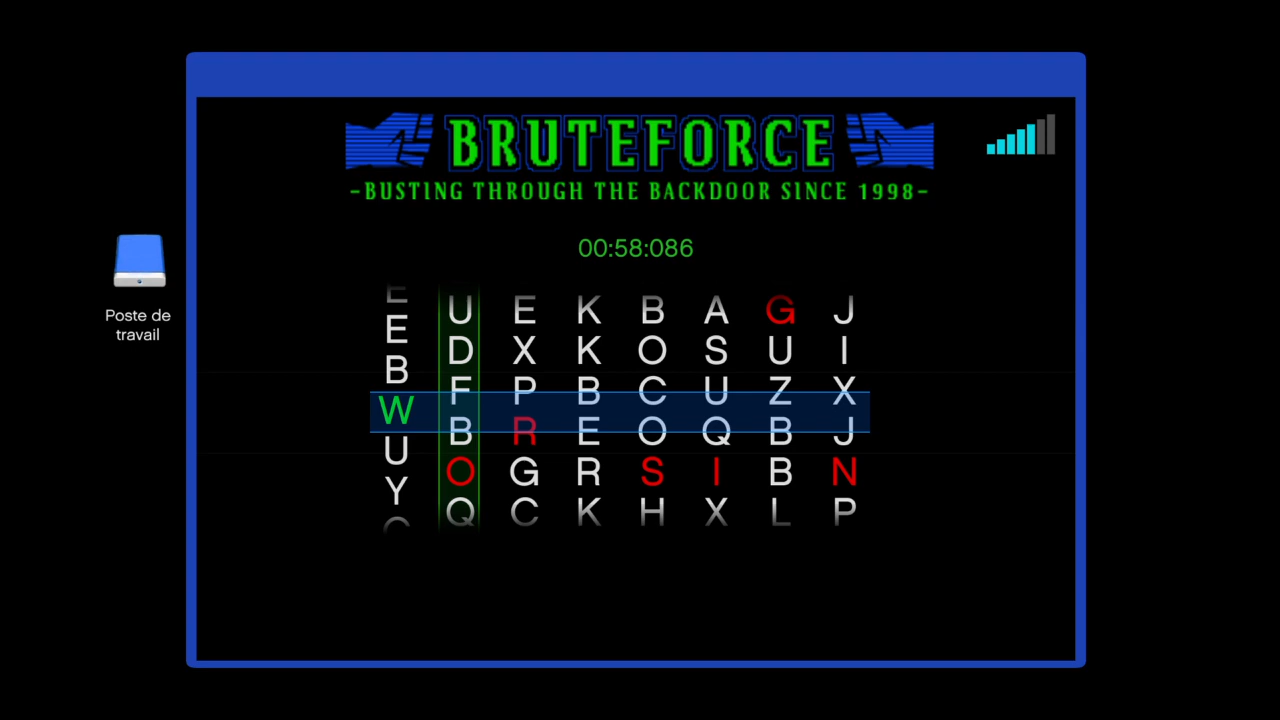 BRUTEFORCE
-BUSTING THROUGH THE BACKDOOR SINCE 1998-
00:58:086
Poste de
travail
E U E K B A G J
E D X K O S U I
B F P B C U Z X
W B R E O Q B J
U O G R S I B N
Y Q C K H X L P